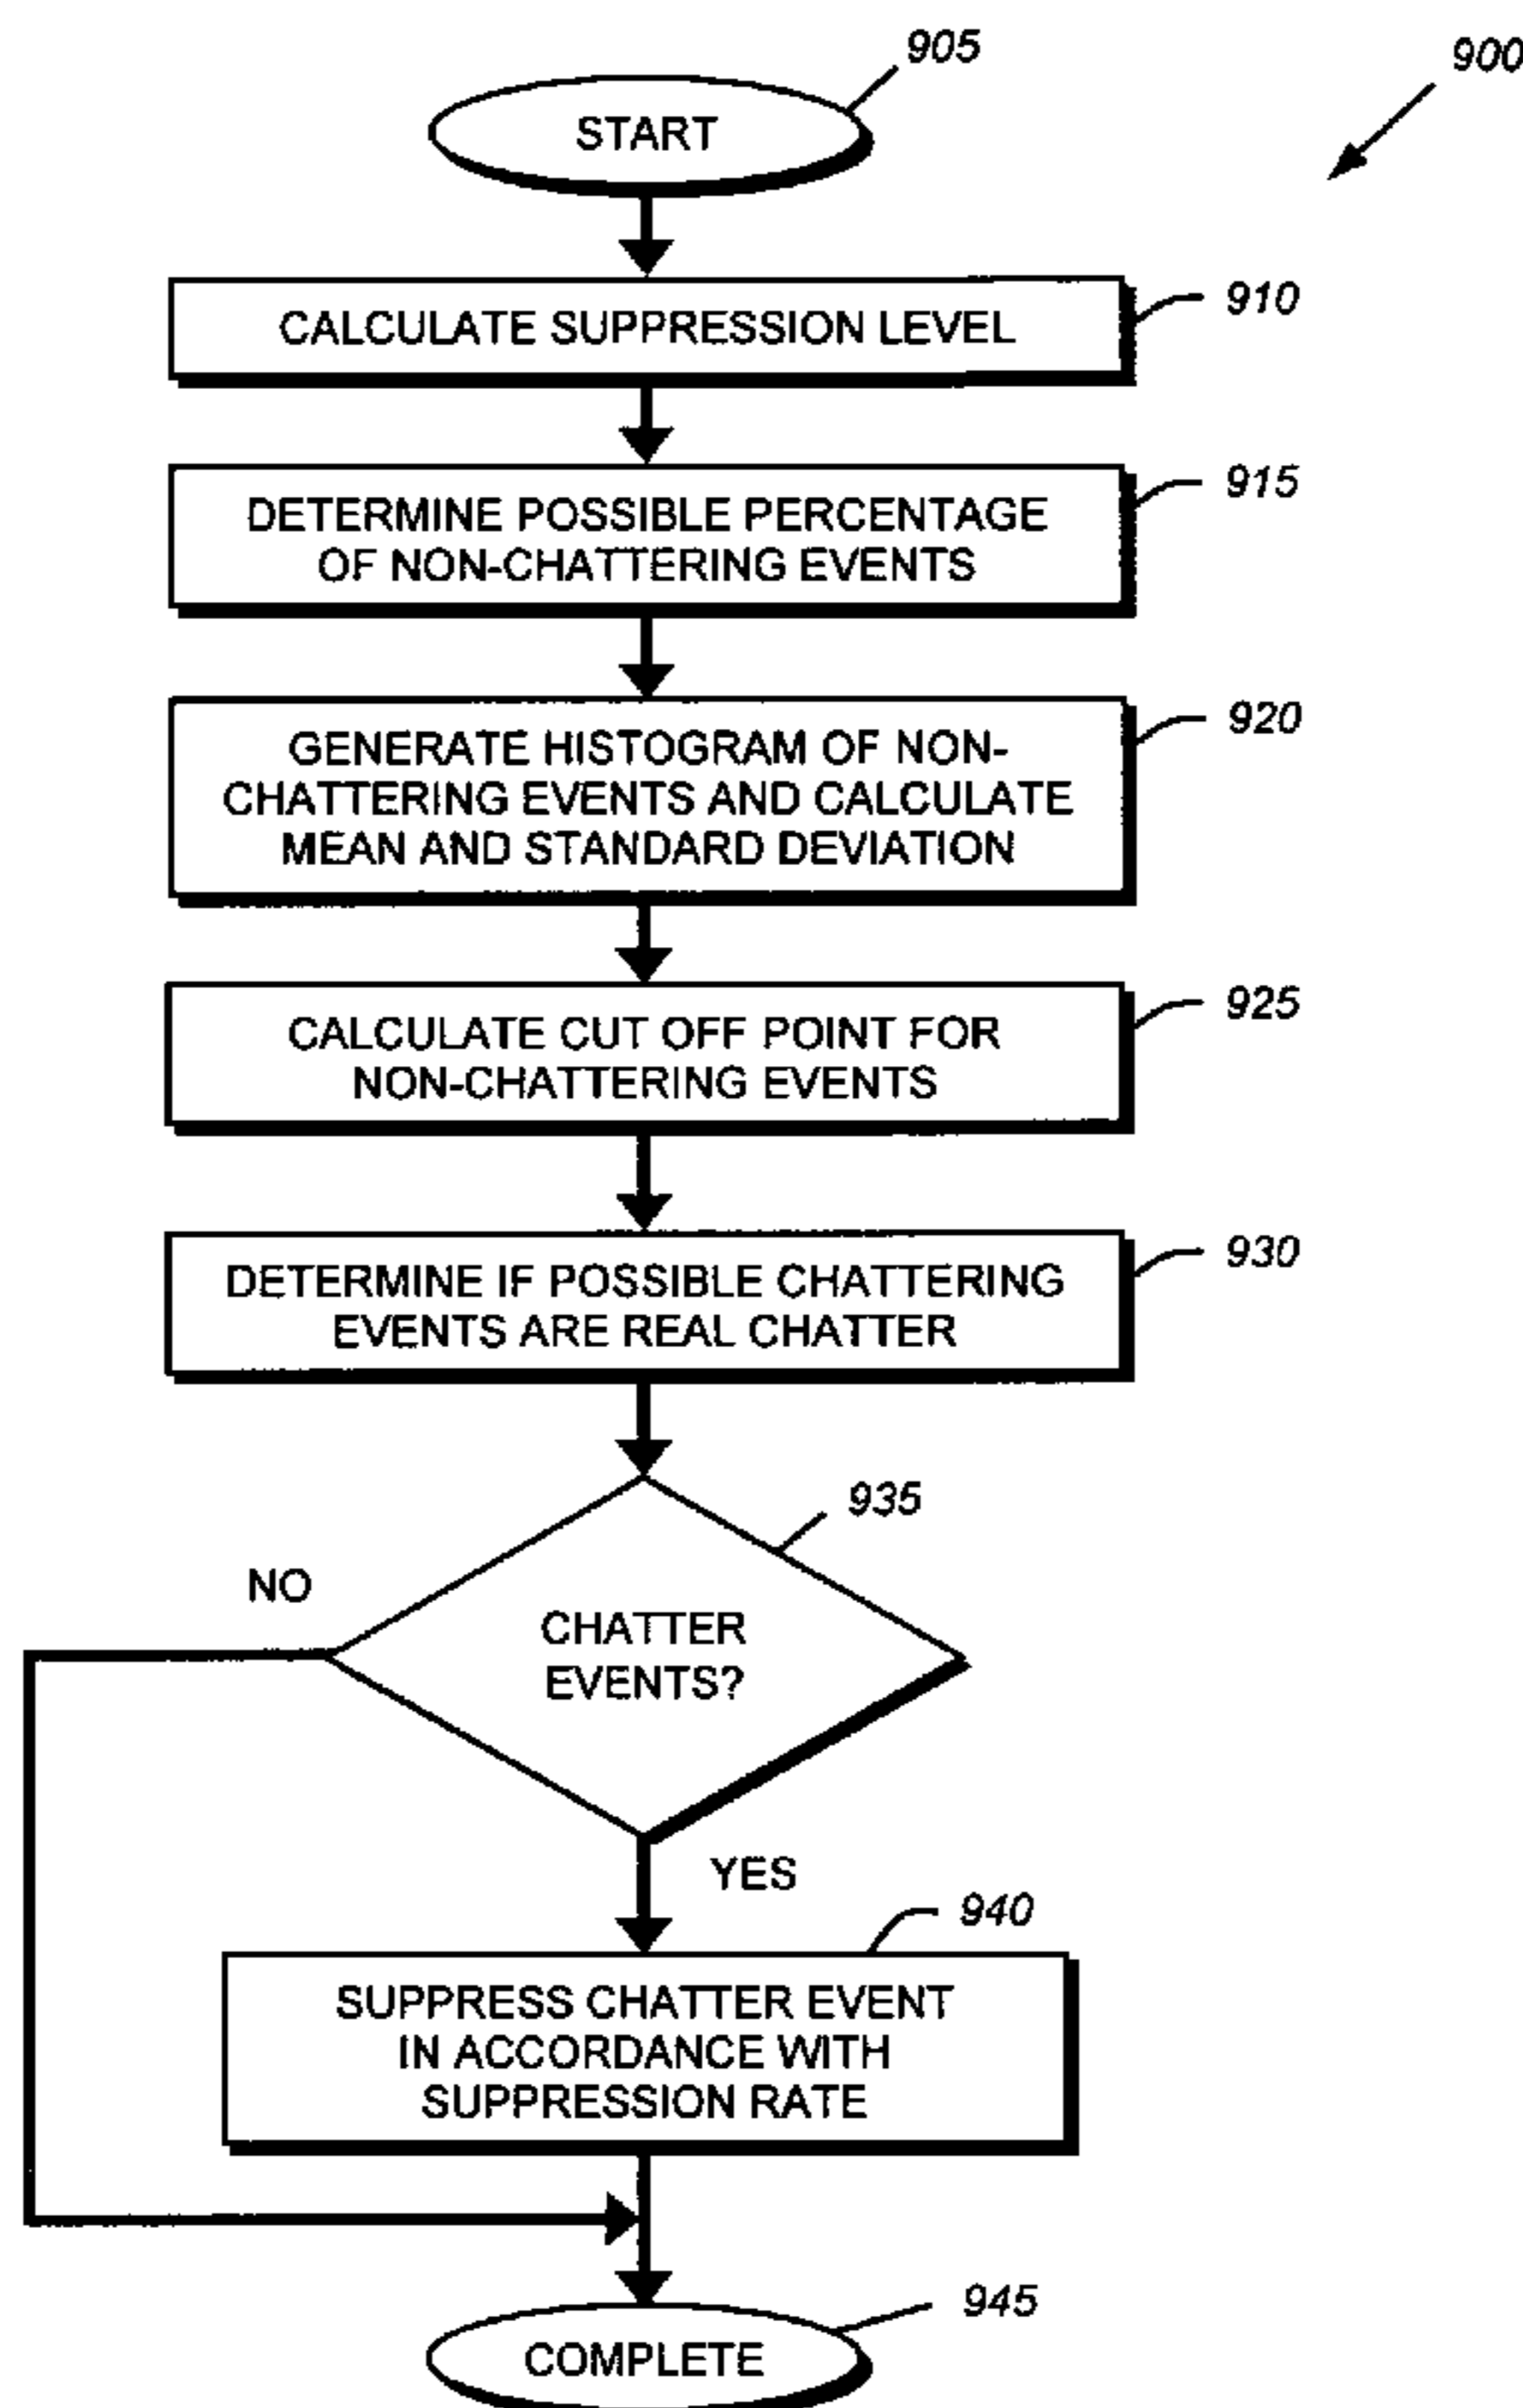 905
900
START
CALCULATE SUPPRESSION LEVEL
910
DETERMINE POSSIBLE PERCENTAGE
OF NON-CHATTERING EVENTS
915
GENERATE HISTOGRAM OF NON-
CHATTERING EVENTS AND CALCULATE
MEAN AND STANDARD DEVIATION
920
CALCULATE CUT OFF POINT FOR
NON-CHATTERING EVENTS
925
DETERMINE IF POSSIBLE CHATTERING
EVENTS ARE REAL CHATTER
930
935
NO
CHATTER
EVENTS?
YES
940
SUPPRESS CHATTER EVENT
IN ACCORDANCE WITH
SUPPRESSION RATE
945
COMPLETE